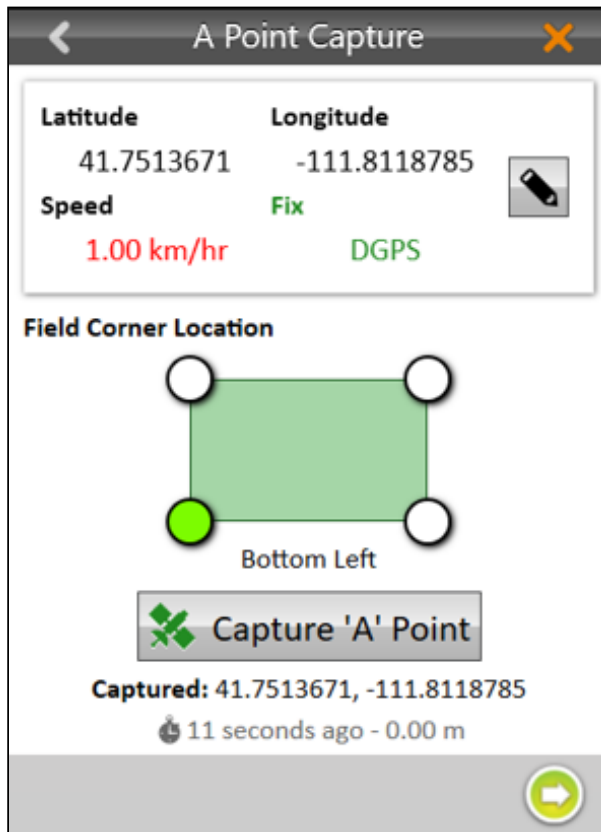 A Point Capture
Latitude Longitude
41.7513671 -111.8118785
Speed Fix
1.00 km/hr DGPS
Field Corner Location
Bottom Left
Capture 'A' Point
Captured: 41.7513671, -111.8118785
11 seconds ago - 0.00 m